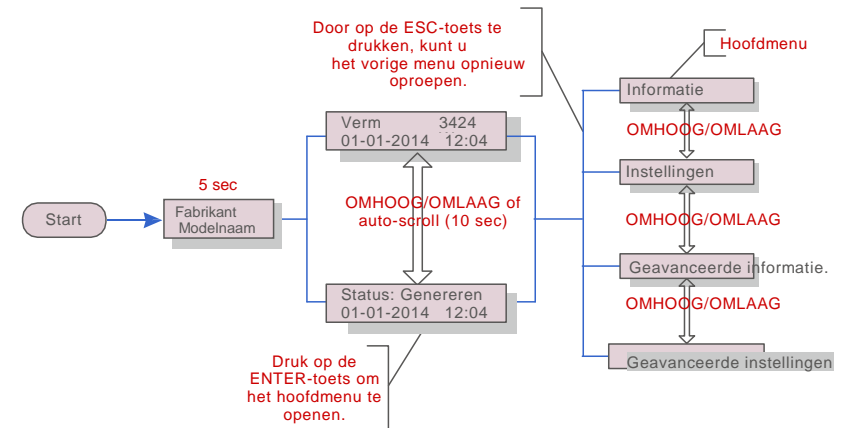 Door op de ESC-toets te
drukken, kunt u
het vorige menu opnieuw
oproepen.
Hoofdmenu
Informatie
Verm 3424
01-01-2014 12:04
OMHOOG/OMLAAG
Instellingen
5 sec
Start
Fabrikant
Modelnaam
OMHOOG/OMLAAG of
auto-scroll (10 sec)
OMHOOG/OMLAAG
Geavanceerde informatie.
Status: Genereren
01-01-2014 12:04
OMHOOG/OMLAAG
Geavanceerde instellingen
Druk op de
ENTER-toets om
het hoofdmenu te
openen.